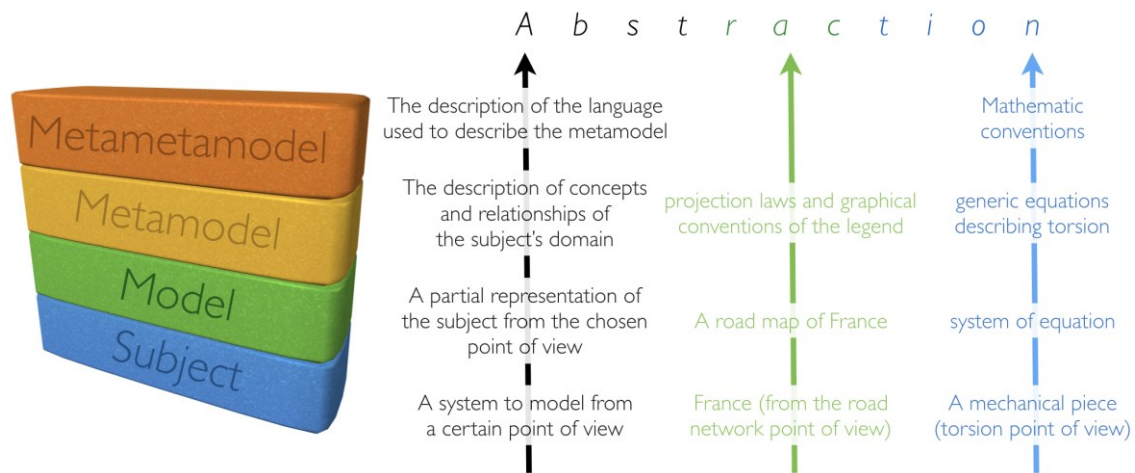 Abstraction
Metametamodel
Metamodel
Model
Subject
The description of the language
used to describe the metamodel
The description of concepts
and relationships of
the subject's domain
A partial representation of
the subject from the chosen
point of view
A system to model from
a certain point of view
projection laws and graphical
conventions of the legend
A road map of France
France (from the road
network point of view)
Mathematic
conventions
generic equations
describing torsion
system of equation
A mechanical piece
(torsion point of view)